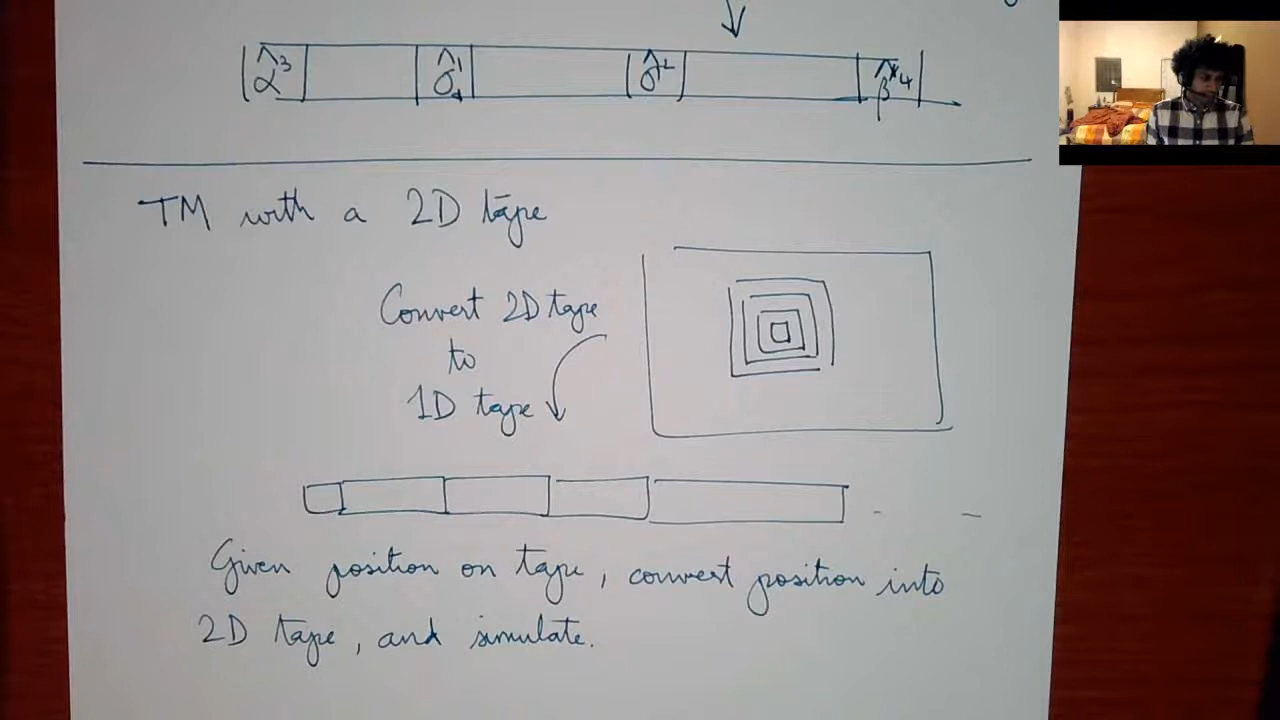 TM with a 2D tape
Convert 2D tape
to
1D tape
Given position on tape, convert position into
2D tape, and simulate.